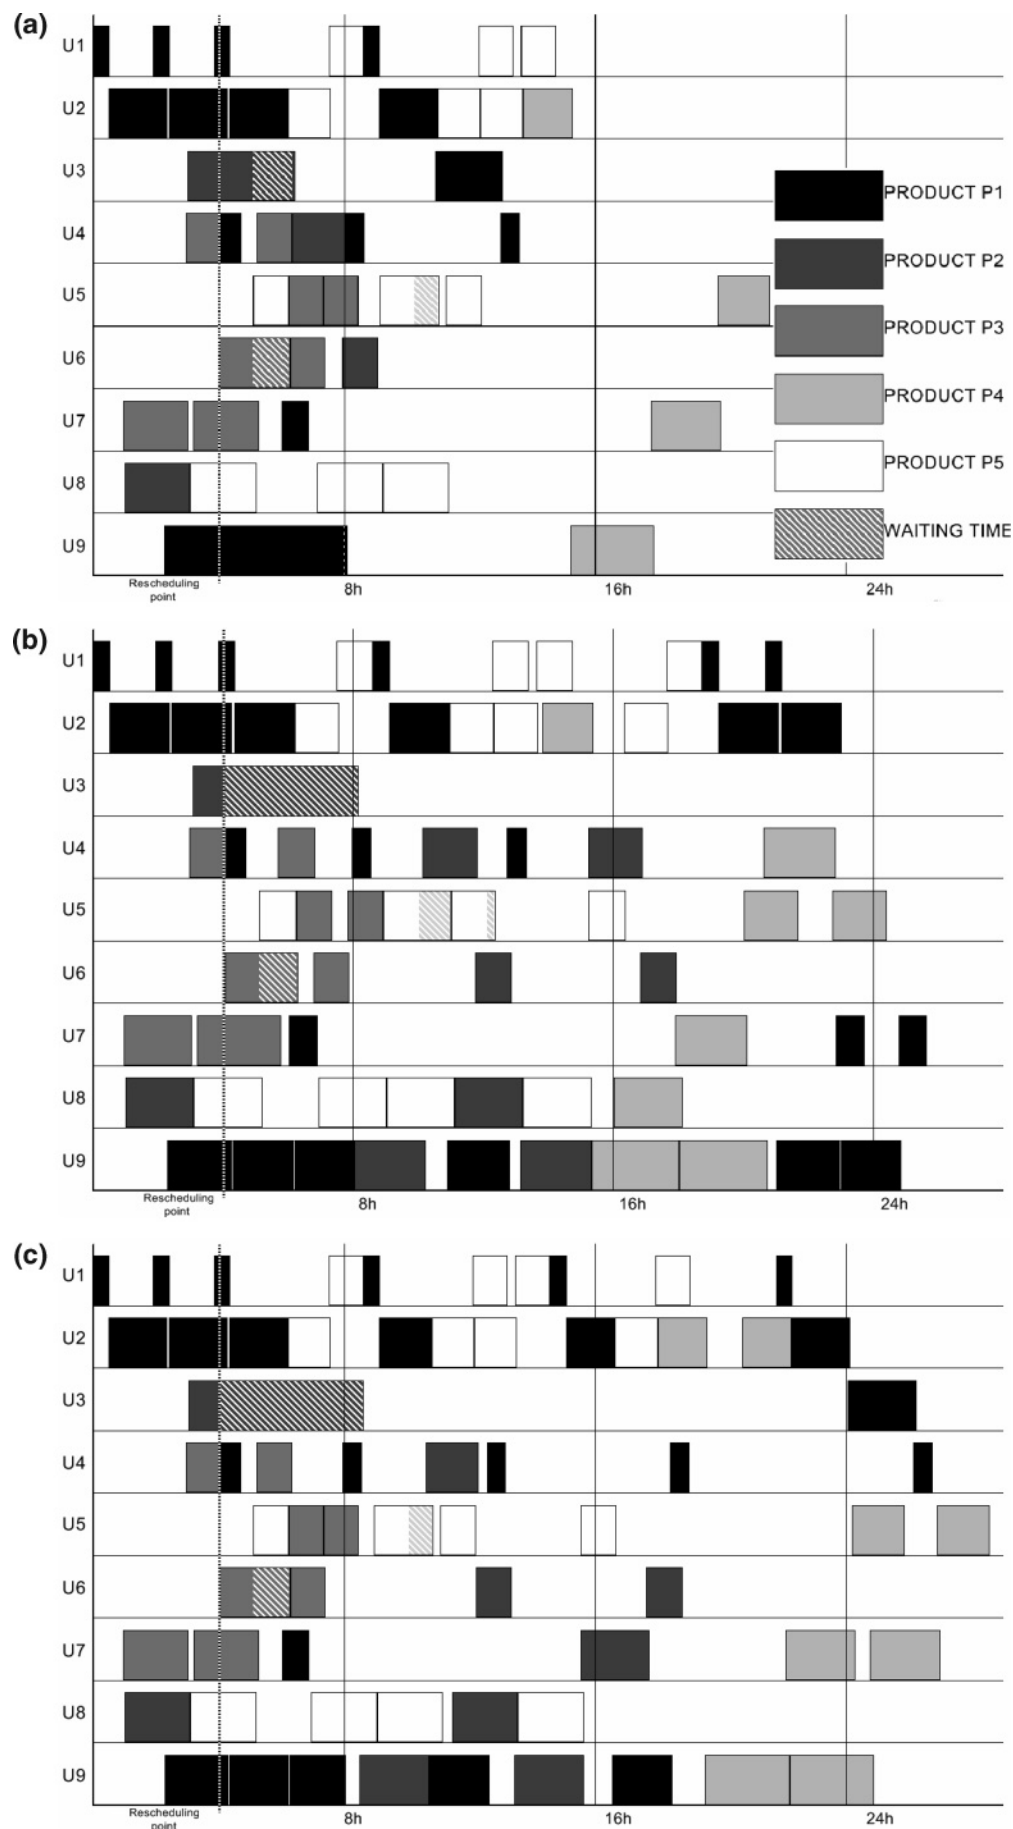 (a)
U1
U2
U3
U4
U5
U6
U7
U8
U9
PRODUCT P1
PRODUCT P2
PRODUCT P3
PRODUCT P4
PRODUCT P5
WAITING TIME
Rescheduling
point
8h
16h
24h
(b)
U1
U2
U3
U4
U5
U6
U7
U8
U9
Rescheduling
point
8h
16h
24h
(c)
U1
U2
U3
U4
U5
U6
U7
U8
U9
Rescheduling
point
8h
16h
24h